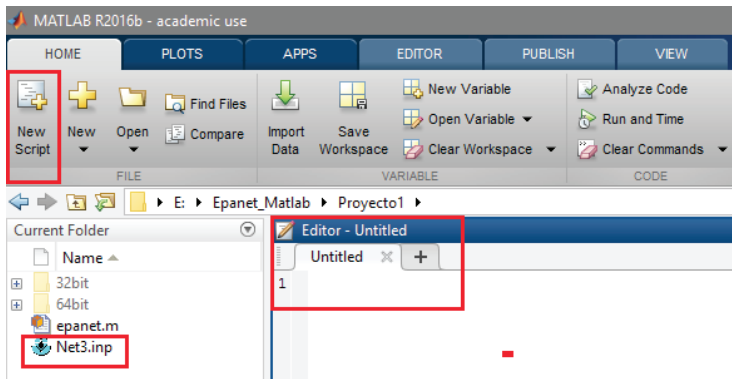 MATLAB R2016b - academic use
HOME PLOTS APPS EDITOR PUBLISH VIEW
New Script
New
Open
Find Files
Compare
Import Data
Save Workspace
New Variable
Open Variable
Clear Workspace
Analyze Code
Run and Time
Clear Commands
FILE VARIABLE CODE
E: Epanet_Matlab Proyecto1
Current Folder
Name
32bit
64bit
epanet.m
Net3.inp
Editor - Untitled
Untitled +
1